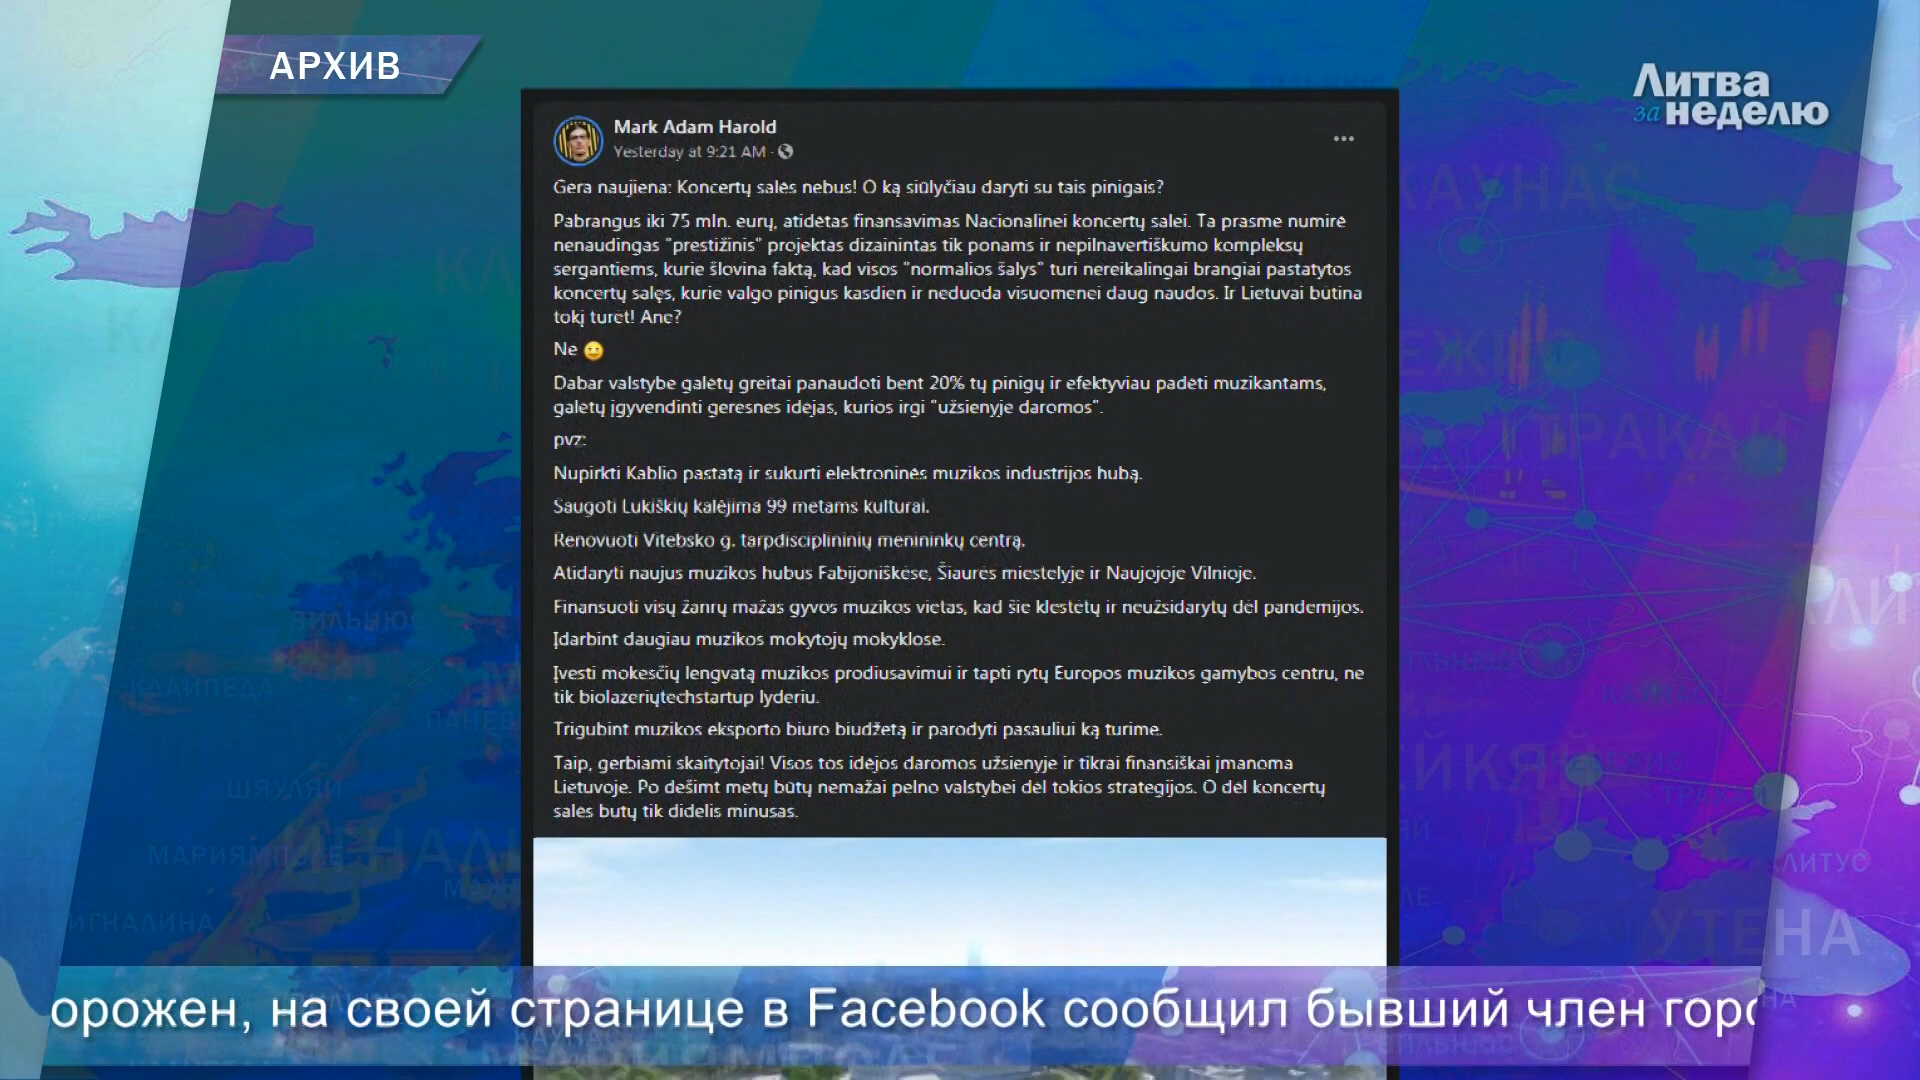 АРХИВ
Литва
за неделю
Mark Adam Harold
Yesterday at 9:21 AM ·
Gera naujiena: Koncertų salės nebus! O ką siūlyčiau daryti su tais pinigais?
Pabrangus iki 75 mln. eurų, atidėtas finansavimas Nacionalinei koncertų salei. Ta prasme numirė
nenaudingas "prestižinis" projektas dizainintas tik ponams ir nepilnavertiškumo kompleksų
sergantiems, kurie šlovina faktą, kad visos "normalios šalys" turi nereikalingai brangiai pastatytos
koncertų salęs, kurie valgo pinigus kasdien ir neduoda visuomenei daug naudos. Ir Lietuvai būtina
tokį turėt! Ane?
Ne 😐
Dabar valstybe galėtų greitai panaudoti bent 20% tų pinigų ir efektyviau padėti muzikantams,
galėtų įgyvendinti geresnes idėjas, kurios irgi "užsienyje daromos".
pvz:
Nupirkti Kablio pastatą ir sukurti elektroninės muzikos industrijos hubą.
Saugoti Lukiškių kalėjima 99 metams kulturai.
Renovuoti Vitebsko g. tarpdisciplininių menininkų centrą.
Atidaryti naujus muzikos hubus Fabijoniškėse, Šiaurės miestelyje ir Naujojoje Vilnioje.
Finansuoti visų žanrų mažas gyvos muzikos vietas, kad šie klestėtų ir neužsidarytų dėl pandemijos.
Įdarbint daugiau muzikos mokytojų mokyklose.
Įvesti mokesčių lengvatą muzikos prodiusavimui ir tapti rytų Europos muzikos gamybos centru, ne
tik biolazeriųtechstartup lyderiu.
Trigubint muzikos eksporto biuro biudžetą ir parodyti pasauliui ką turime.
Taip, gerbiami skaitytojai! Visos tos idėjos daromos užsienyje ir tikrai finansiškai įmanoma
Lietuvoje. Po dešimt metų būtų nemažai pelno valstybei dėl tokios strategijos. O dėl koncertų
salės butų tik didelis minusas.
орожен, на своей странице в Facebook сообщил бывший член горо